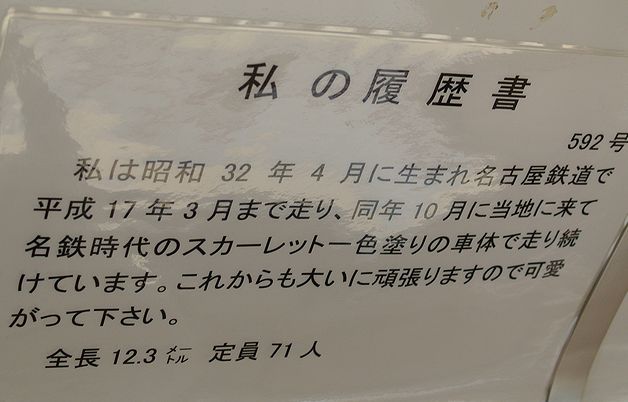 私の履歴書
592号
私は昭和 32 年 4 月に生まれ名古屋鉄道で
平成 17 年 3 月まで走り、同年 10 月に当地に来て
名鉄時代のスカーレット一色塗りの車体で走り続
けています。これからも大いに頑張りますので可愛
がって下さい。
全長 12.3 メートル 定員 71 人